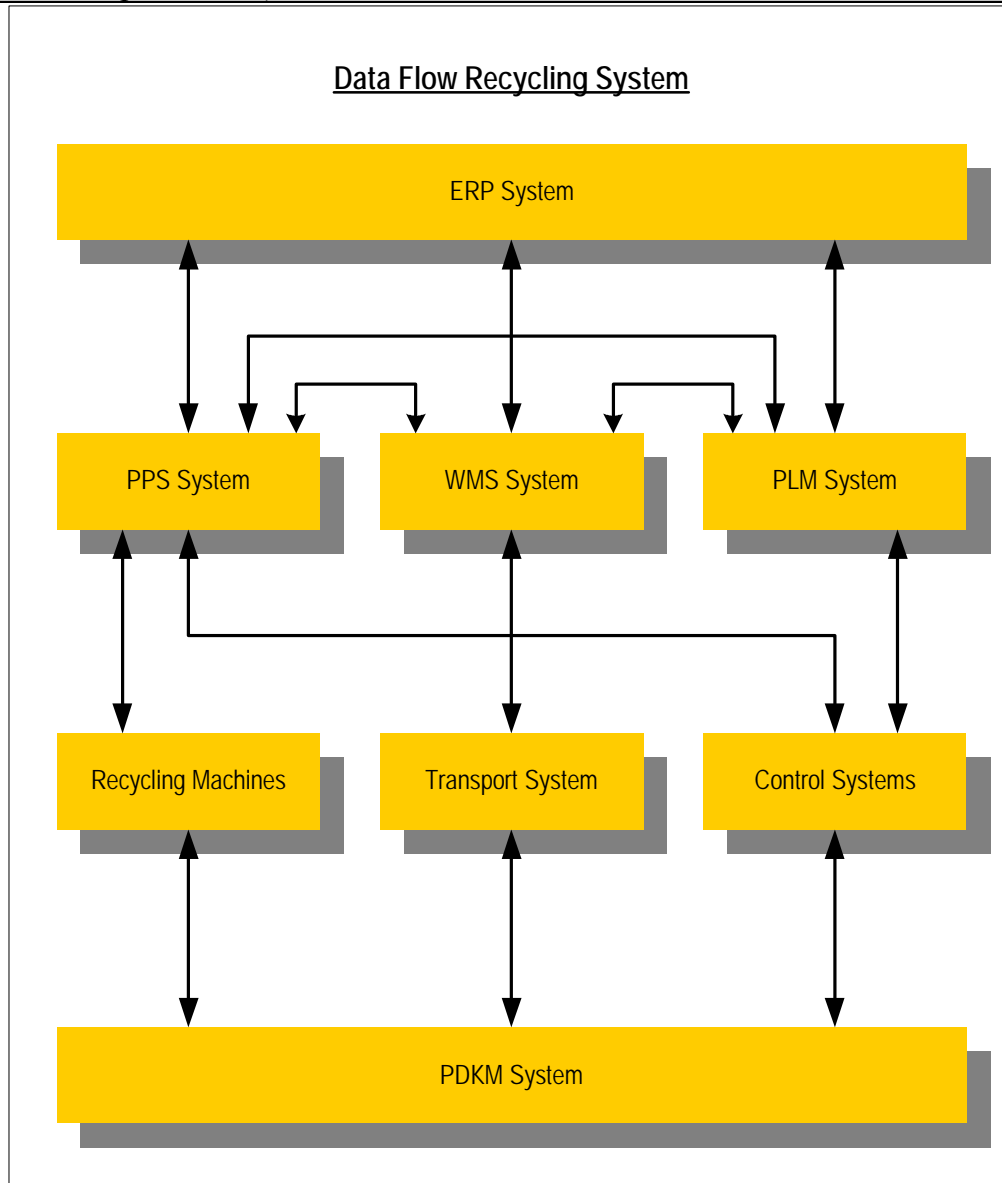 Data Flow Recycling System
ERP System
PPS System
WMS System
PLM System
Recycling Machines
Transport System
Control Systems
PDKM System